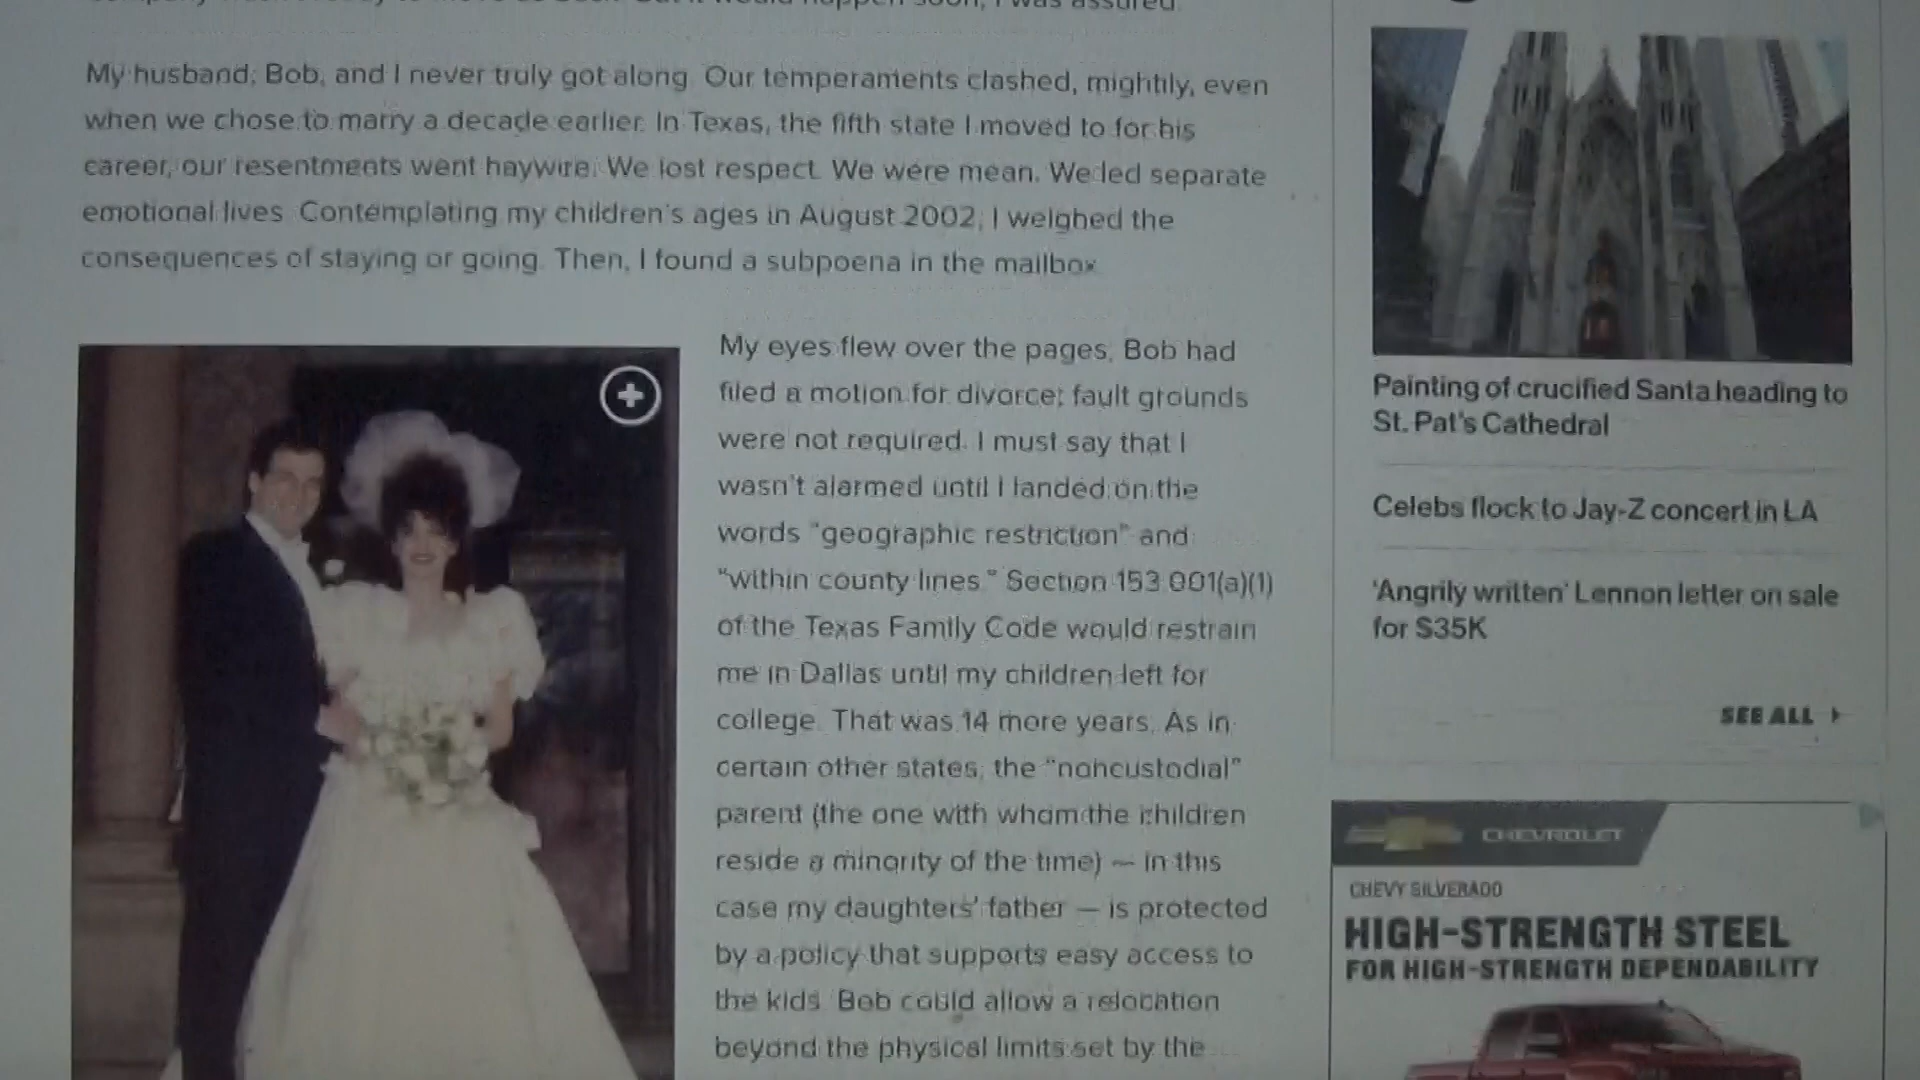 My husband, Bob, and I never truly got along. Our temperaments clashed, mightily, even
when we chose to marry a decade earlier. In Texas, the fifth state I moved to for his
career, our resentments went haywire. We lost respect. We were mean. We led separate
emotional lives. Contemplating my children's ages in August 2002, I weighed the
consequences of staying or going. Then, I found a subpoena in the mailbox.
My eyes flew over the pages. Bob had
filed a motion for divorce; fault grounds
were not required. I must say that I
wasn't alarmed until I landed on the
words "geographic restriction" and
"within county lines." Section 153.001(a)(1)
of the Texas Family Code would restrain
me in Dallas until my children left for
college. That was 14 more years. As in
certain other states, the "noncustodial"
parent (the one with whom the children
reside a minority of the time) — in this
case my daughters' father — is protected
by a policy that supports easy access to
the kids. Bob could allow a relocation
beyond the physical limits set by the
Painting of crucified Santa heading to
St. Pat's Cathedral
Celebs flock to Jay-Z concert in LA
'Angrily written' Lennon letter on sale
for $35K
SEE ALL
CHEVROLET
CHEVY SILVERADO
HIGH-STRENGTH STEEL
FOR HIGH-STRENGTH DEPENDABILITY